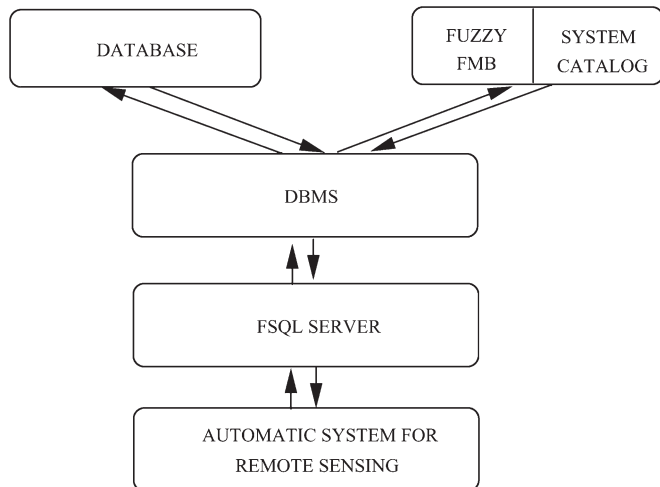 DATABASE
FUZZY
FMB
SYSTEM
CATALOG
DBMS
FSQL SERVER
AUTOMATIC SYSTEM FOR
REMOTE SENSING